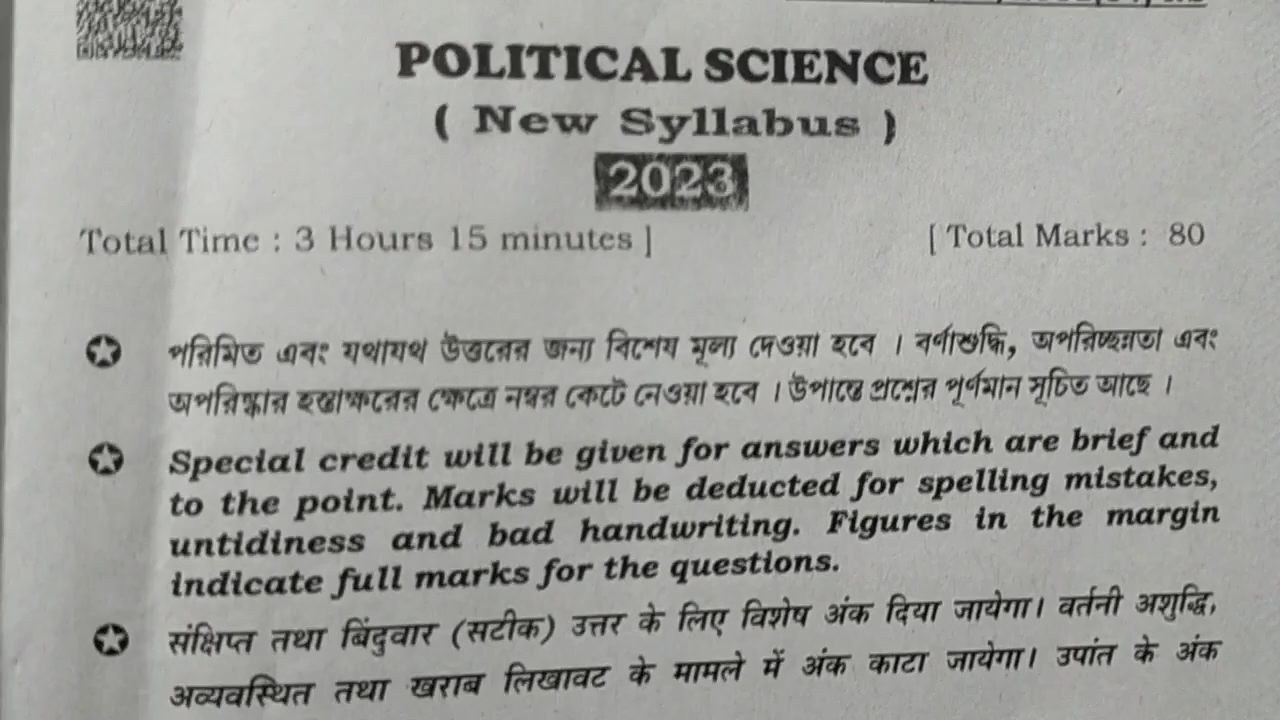 POLITICAL SCIENCE
( New Syllabus )
2023
Total Time : 3 Hours 15 minutes ]
[ Total Marks : 80
পরিমিত এবং যথাযথ উত্তরের জন্য বিশেষ মূল্য দেওয়া হবে । বর্ণাশুদ্ধি, অপরিচ্ছন্নতা এবং
অপরিষ্কার হস্তাক্ষরের ক্ষেত্রে নম্বর কেটে নেওয়া হবে । উপান্তে প্রশ্নের পূর্ণমান সূচিত আছে ।
Special credit will be given for answers which are brief and
to the point. Marks will be deducted for spelling mistakes,
untidiness and bad handwriting. Figures in the margin
indicate full marks for the questions.
संक्षिप्त तथा बिंदुवार (सटीक) उत्तर के लिए विशेष अंक दिया जायेगा। वर्तनी अशुद्धि,
अव्यवस्थित तथा खराब लिखावट के मामले में अंक काटा जायेगा। उपांत के अंक